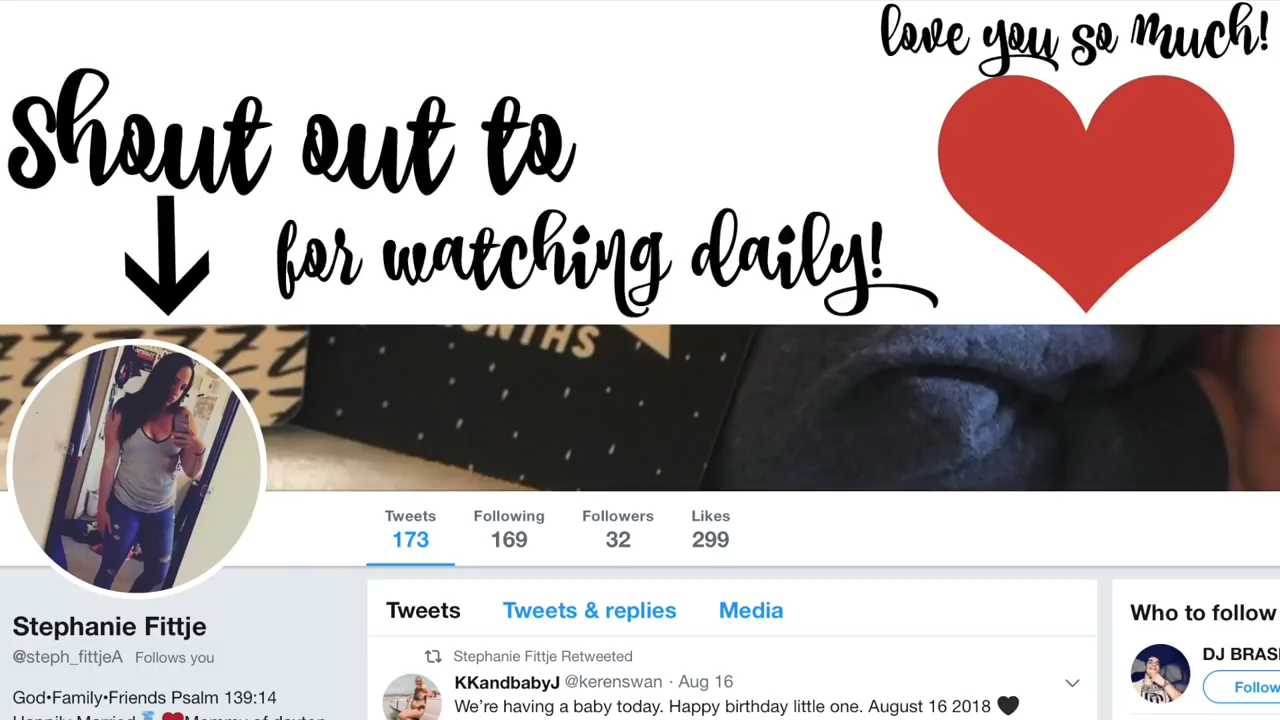 love you so much!
shout out to
for watching daily!
NTHS
Tweets Following Followers Likes
173 169 32 299
Tweets Tweets & replies Media
Who to follow
Stephanie Fittje
@steph_fittjeA Follows you
God•Family•Friends Psalm 139:14
Stephanie Fittje Retweeted
KKandbabyJ @kerenswan · Aug 16
We're having a baby today. Happy birthday little one. August 16 2018 🖤
DJ BRAS
Follow